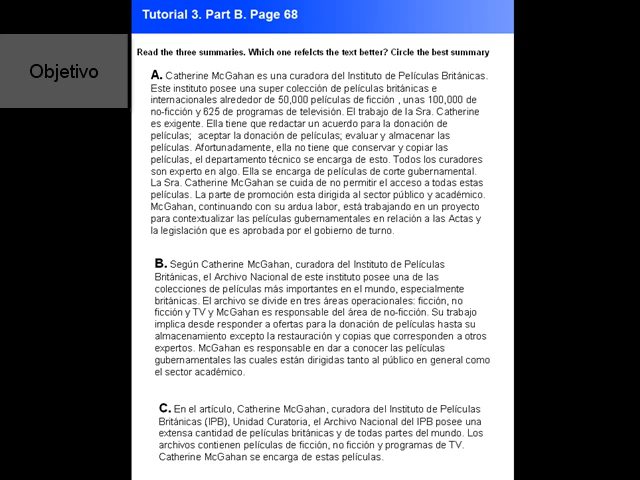 Tutorial 3. Part B. Page 68
Read the three summaries. Which one refelcts the text better? Circle the best summary
Objetivo
A. Catherine McGahan es una curadora del Instituto de Películas Británicas.
Este instituto posee una super colección de películas británicas e
internacionales alrededor de 50,000 películas de ficción , unas 100,000 de
no-ficción y 625 de programas de televisión. El trabajo de la Sra. Catherine
es exigente. Ella tiene que redactar un acuerdo para la donación de
películas; aceptar la donación de películas; evaluar y almacenar las
películas. Afortunadamente, ella no tiene que conservar y copiar las
películas, el departamento técnico se encarga de esto. Todos los curadores
son experto en algo. Ella se encarga de películas de corte gubernamental.
La Sra. Catherine McGahan se cuida de no permitir el acceso a todas estas
películas. La parte de promoción esta dirigida al sector público y académico.
McGahan, continuando con su ardua labor, está trabajando en un proyecto
para contextualizar las películas gubernamentales en relación a las Actas y
la legislación que es aprobada por el gobierno de turno.
B. Según Catherine McGahan, curadora del Instituto de Películas
Británicas, el Archivo Nacional de este instituto posee una de las
colecciones de películas más importantes en el mundo, especialmente
británicas. El archivo se divide en tres áreas operacionales: ficción, no
ficción y TV y McGahan es responsable del área de no-ficción. Su trabajo
implica desde responder a ofertas para la donación de películas hasta su
almacenamiento excepto la restauración y copias que corresponden a otros
expertos. McGahan es responsable en dar a conocer las películas
gubernamentales las cuales están dirigidas tanto al público en general como
el sector académico.
C. En el artículo, Catherine McGahan, curadora del Instituto de Películas
Británicas (IPB), Unidad Curatoria, el Archivo Nacional del IPB posee una
extensa cantidad de películas británicas y de todas partes del mundo. Los
archivos contienen películas de ficción, no ficción y programas de TV.
Catherine McGahan se encarga de estas películas.